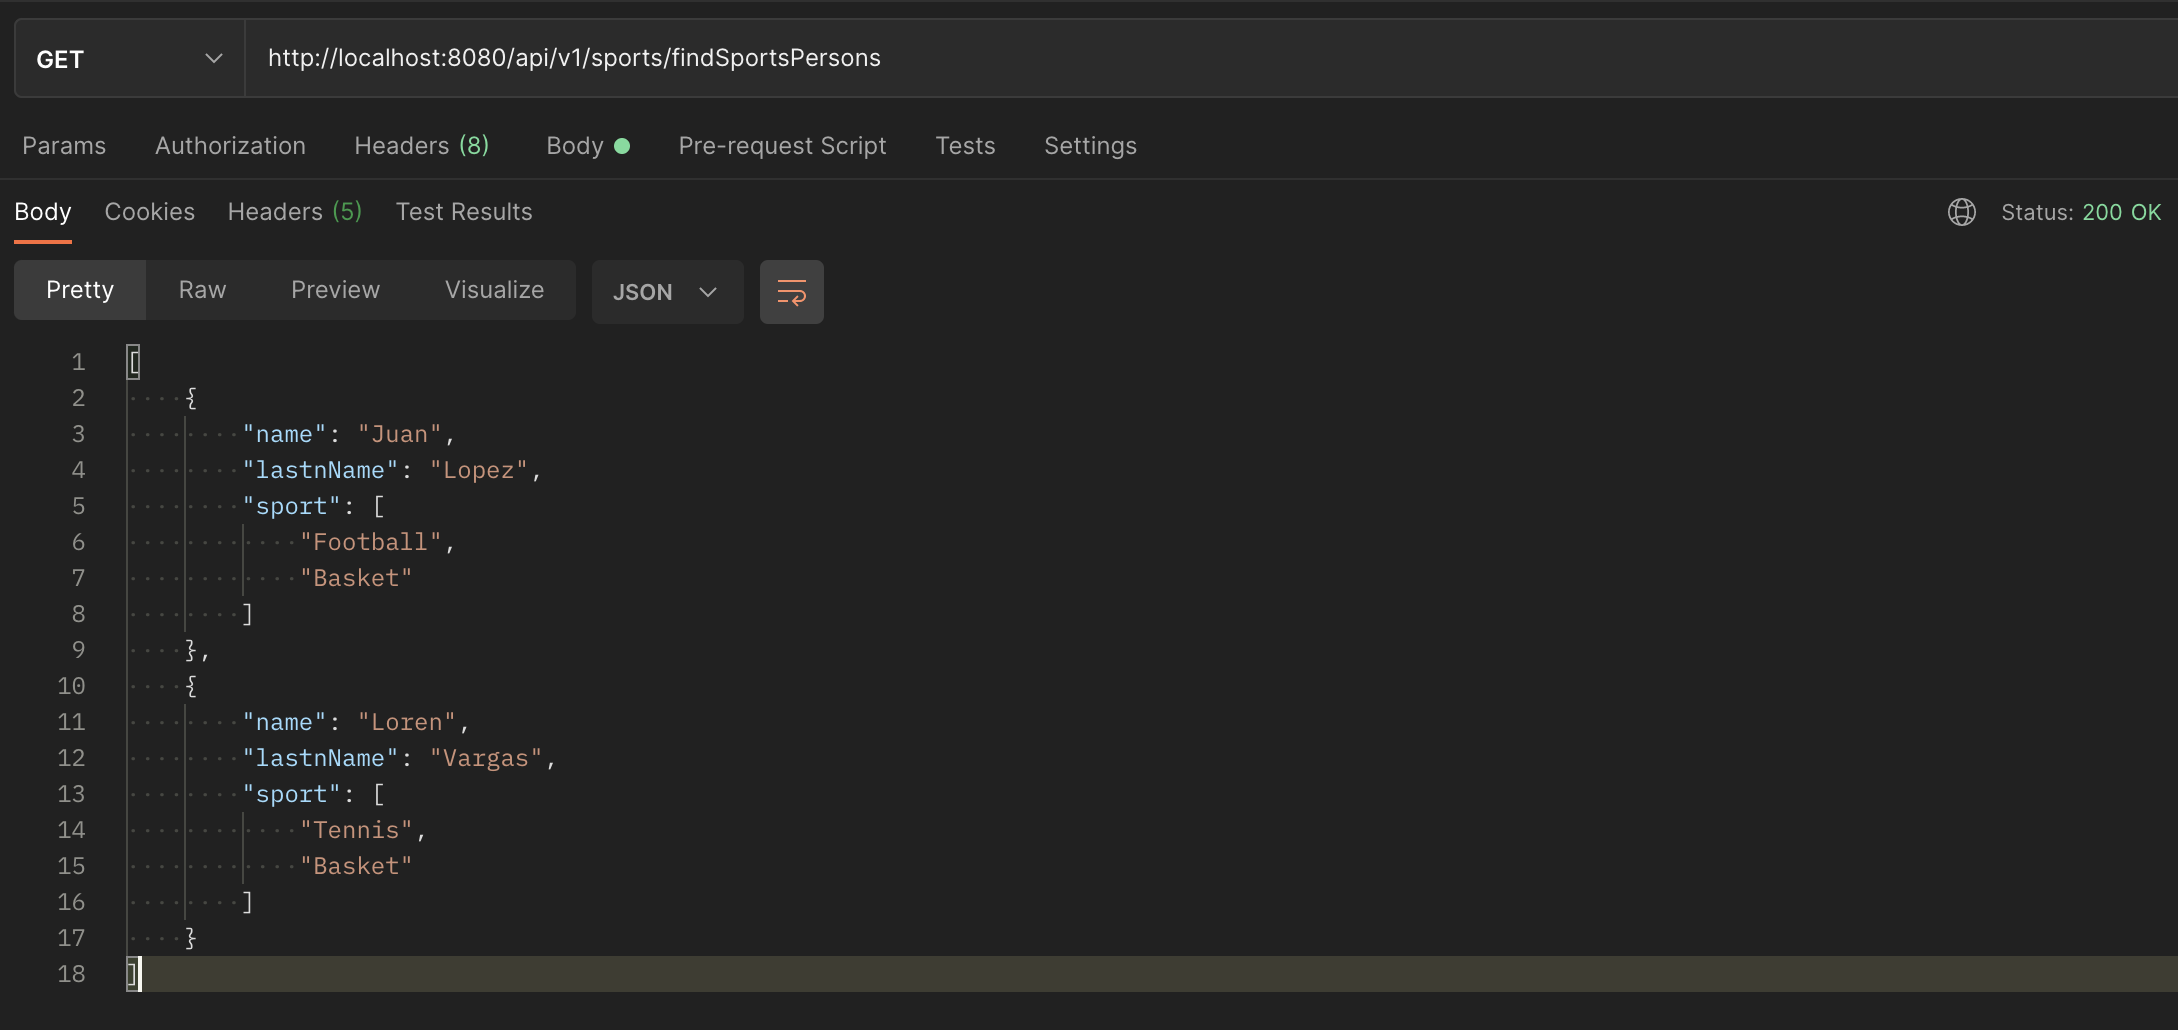 GET http://localhost:8080/api/v1/sports/findSportsPersons
Params Authorization Headers (8) Body Pre-request Script Tests Settings
Body Cookies Headers (5) Test Results Status: 200 OK
Pretty Raw Preview Visualize JSON
1 [
2 {
3 "name": "Juan",
4 "lastnName": "Lopez",
5 "sport": [
6 "Football",
7 "Basket"
8 ]
9 },
10 {
11 "name": "Loren",
12 "lastnName": "Vargas",
13 "sport": [
14 "Tennis",
15 "Basket"
16 ]
17 }
18 ]